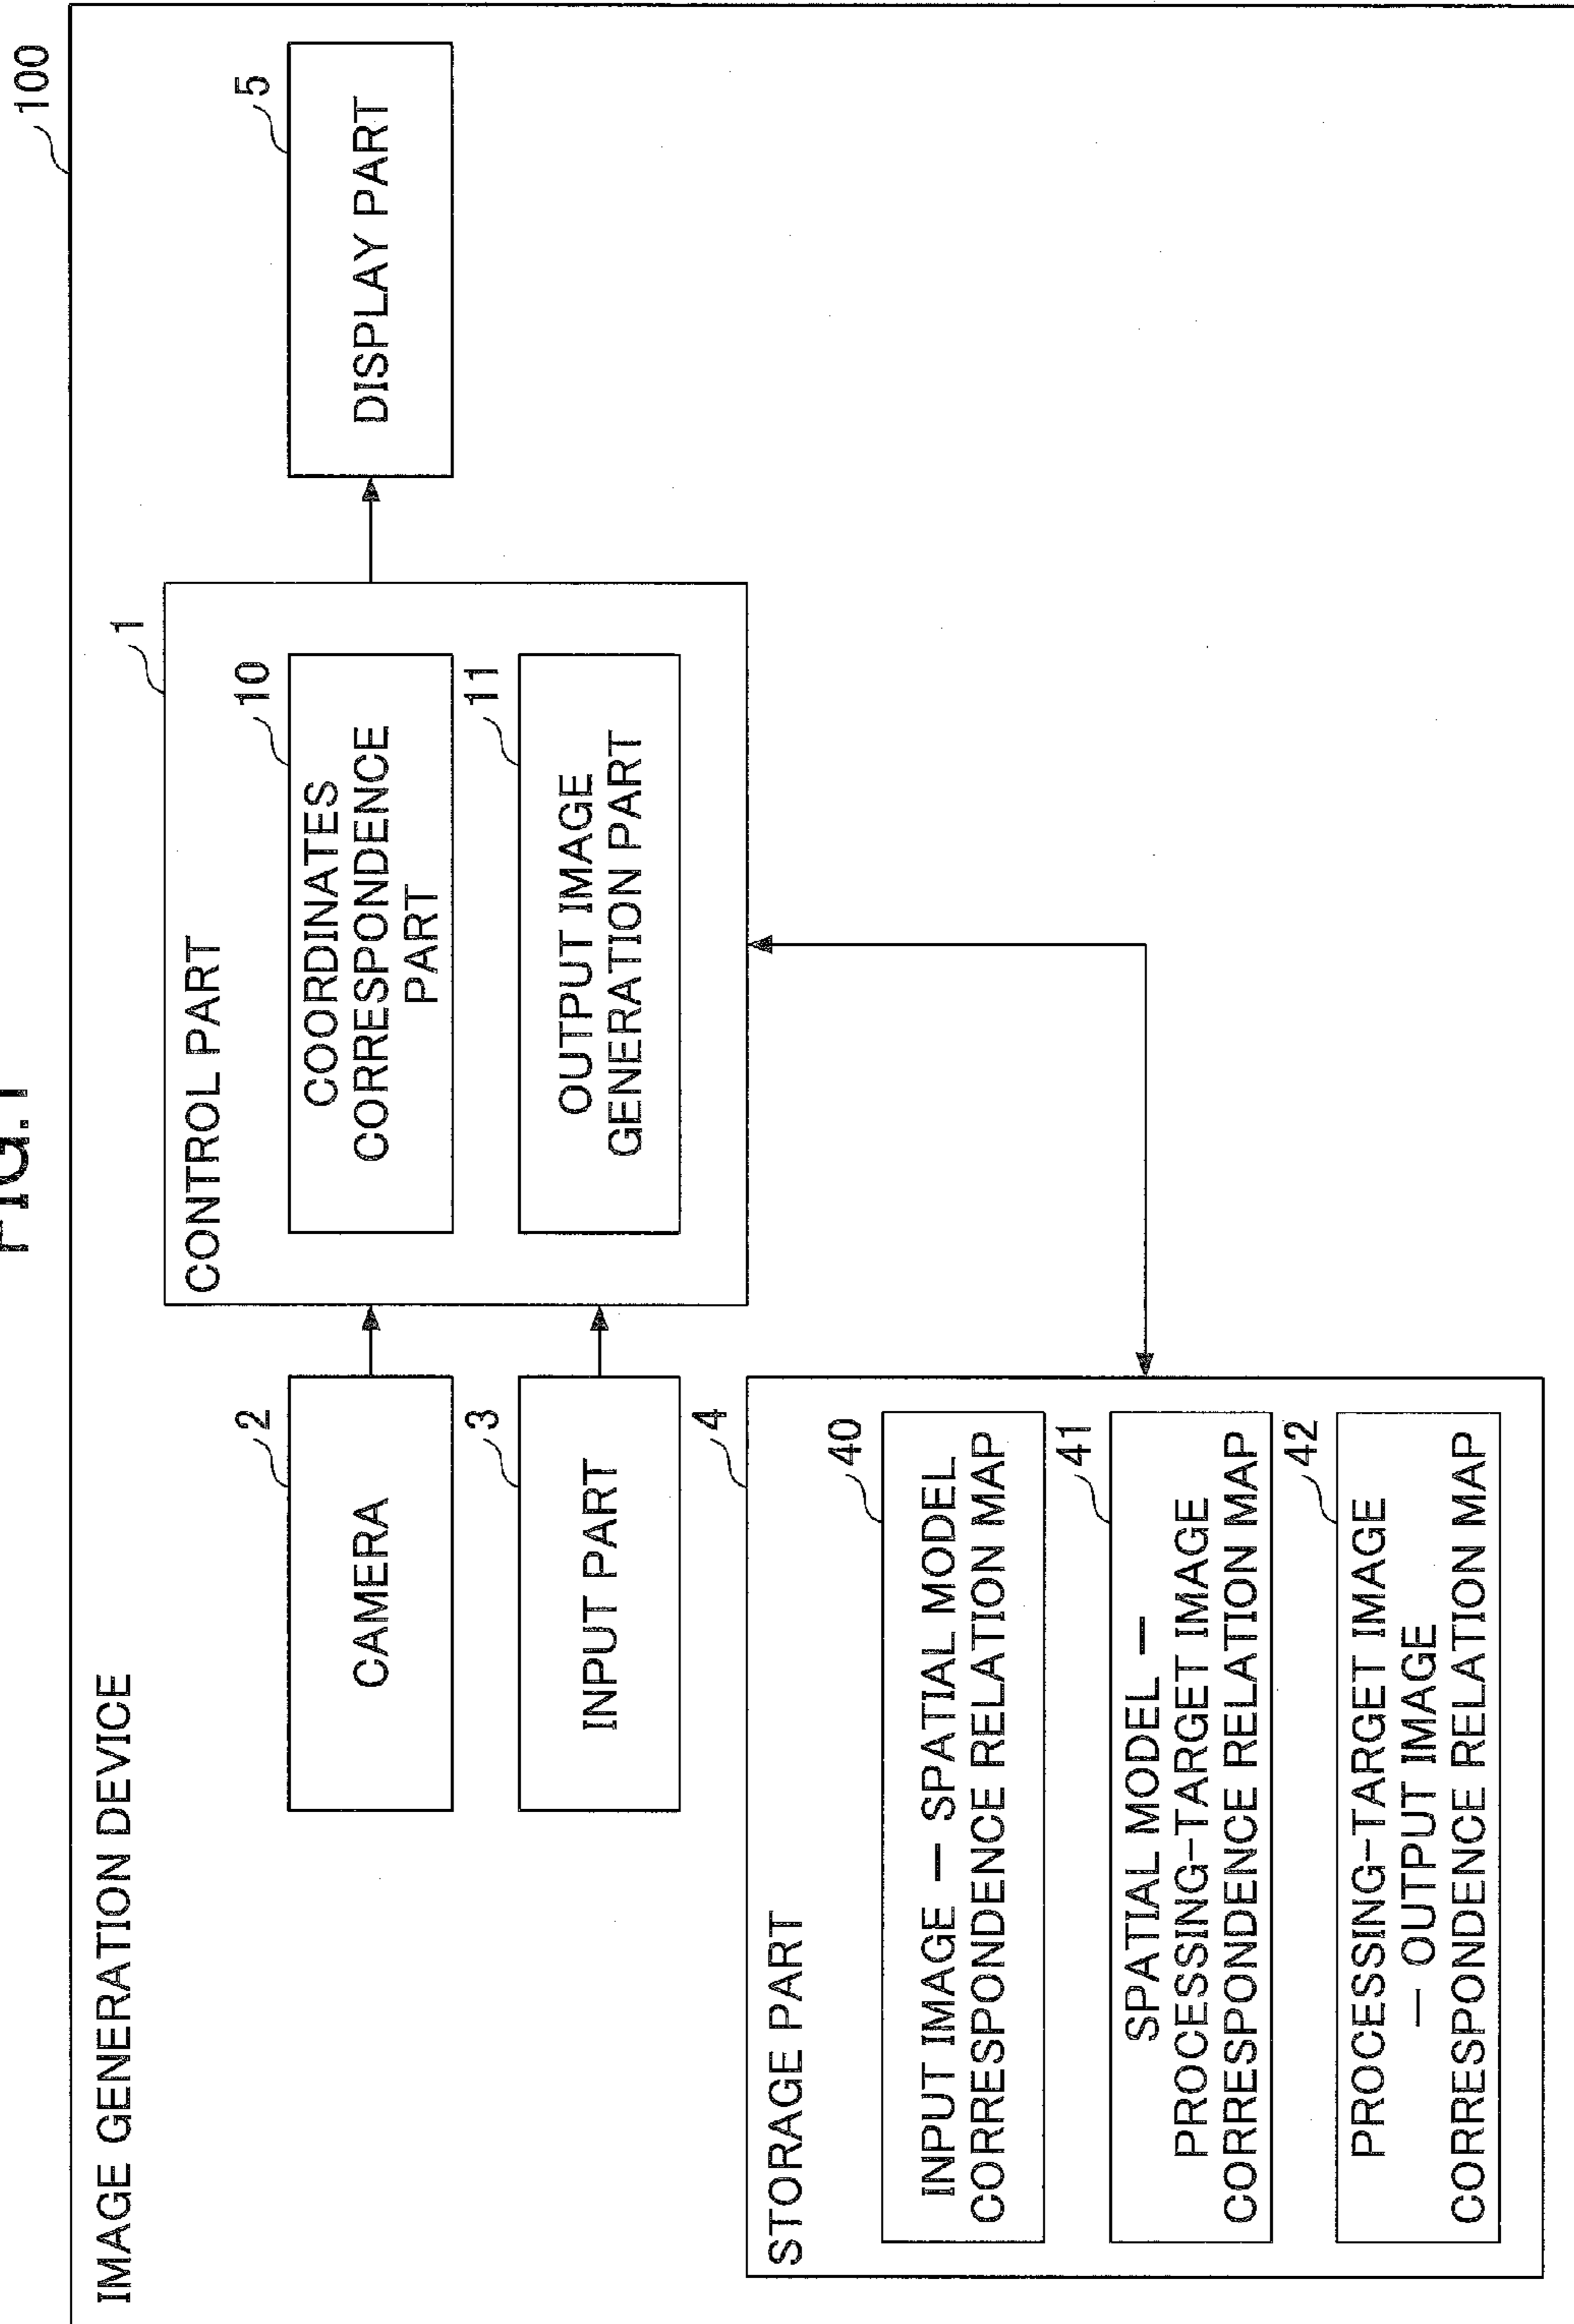 FIG.1
100
IMAGE GENERATION DEVICE
1
CONTROL PART
2
CAMERA
10
COORDINATES
CORRESPONDENCE
PART
5
DISPLAY PART
3
INPUT PART
11
OUTPUT IMAGE
GENERATION PART
4
STORAGE PART
40
INPUT IMAGE — SPATIAL MODEL
CORRESPONDENCE RELATION MAP
41
SPATIAL MODEL —
PROCESSING-TARGET IMAGE
CORRESPONDENCE RELATION MAP
42
PROCESSING-TARGET IMAGE
— OUTPUT IMAGE
CORRESPONDENCE RELATION MAP